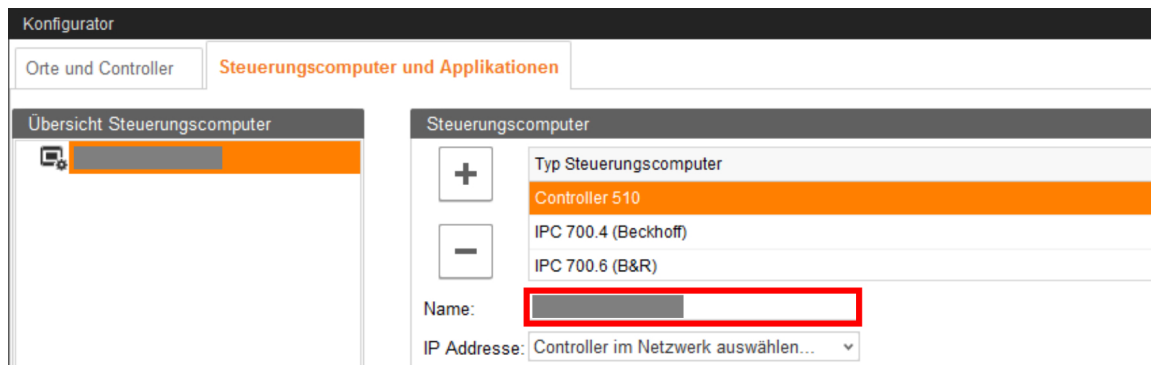 Konfigurator
Orte und Controller
Steuerungscomputer und Applikationen
Übersicht Steuerungscomputer
Steuerungscomputer
Typ Steuerungscomputer
Controller 510
IPC 700.4 (Beckhoff)
IPC 700.6 (B&R)
Name:
IP Addresse: Controller im Netzwerk auswählen...